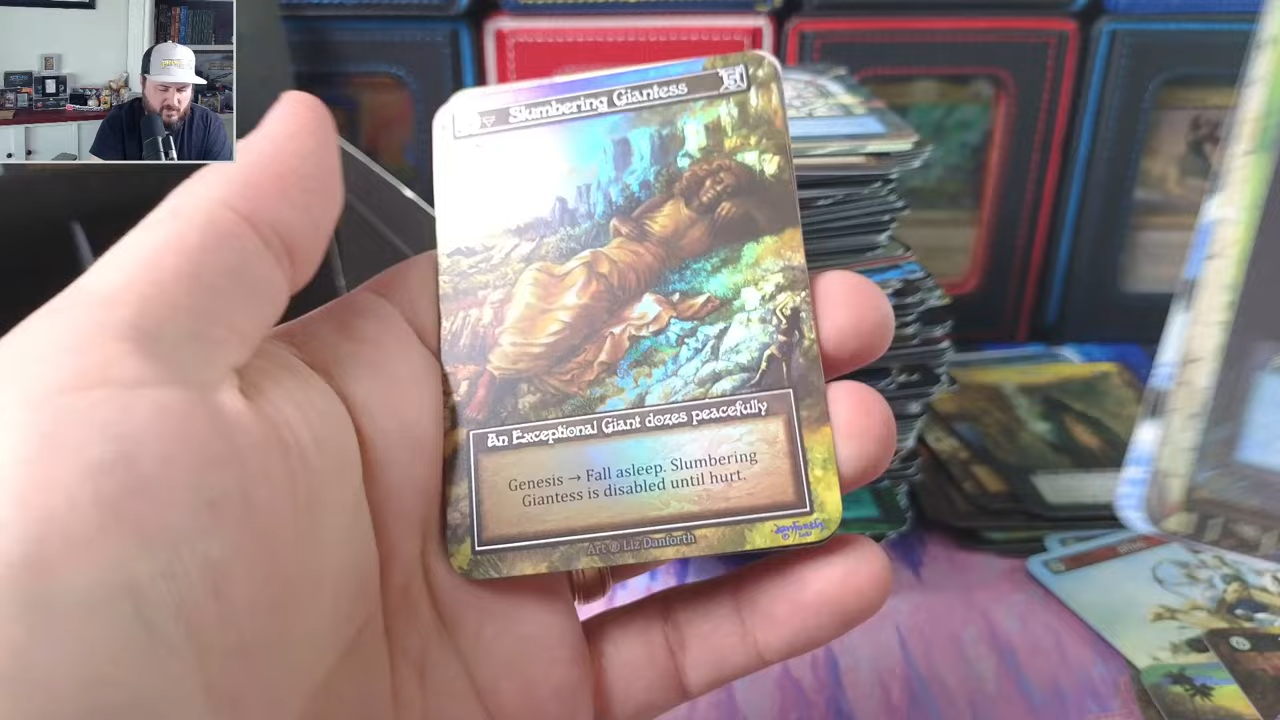 Slumbering Giantess
5
An Exceptional Giant dozes peacefully
Genesis → Fall asleep. Slumbering
Giantess is disabled until hurt.
Art © Liz Danforth